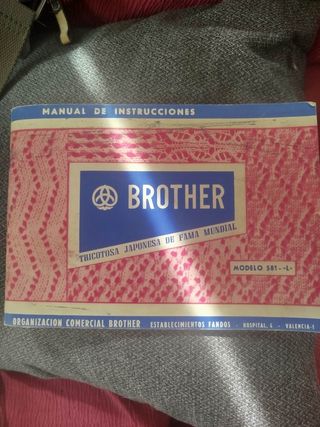 MANUAL DE INSTRUCCIONES
BROTHER
TRICOTOSA JAPONESA DE FAMA MUNDIAL
MODELO 581-«L»
ORGANIZACION COMERCIAL BROTHER ESTABLECIMIENTOS FANDOS - HOSPITAL, 6 - VALENCIA-1